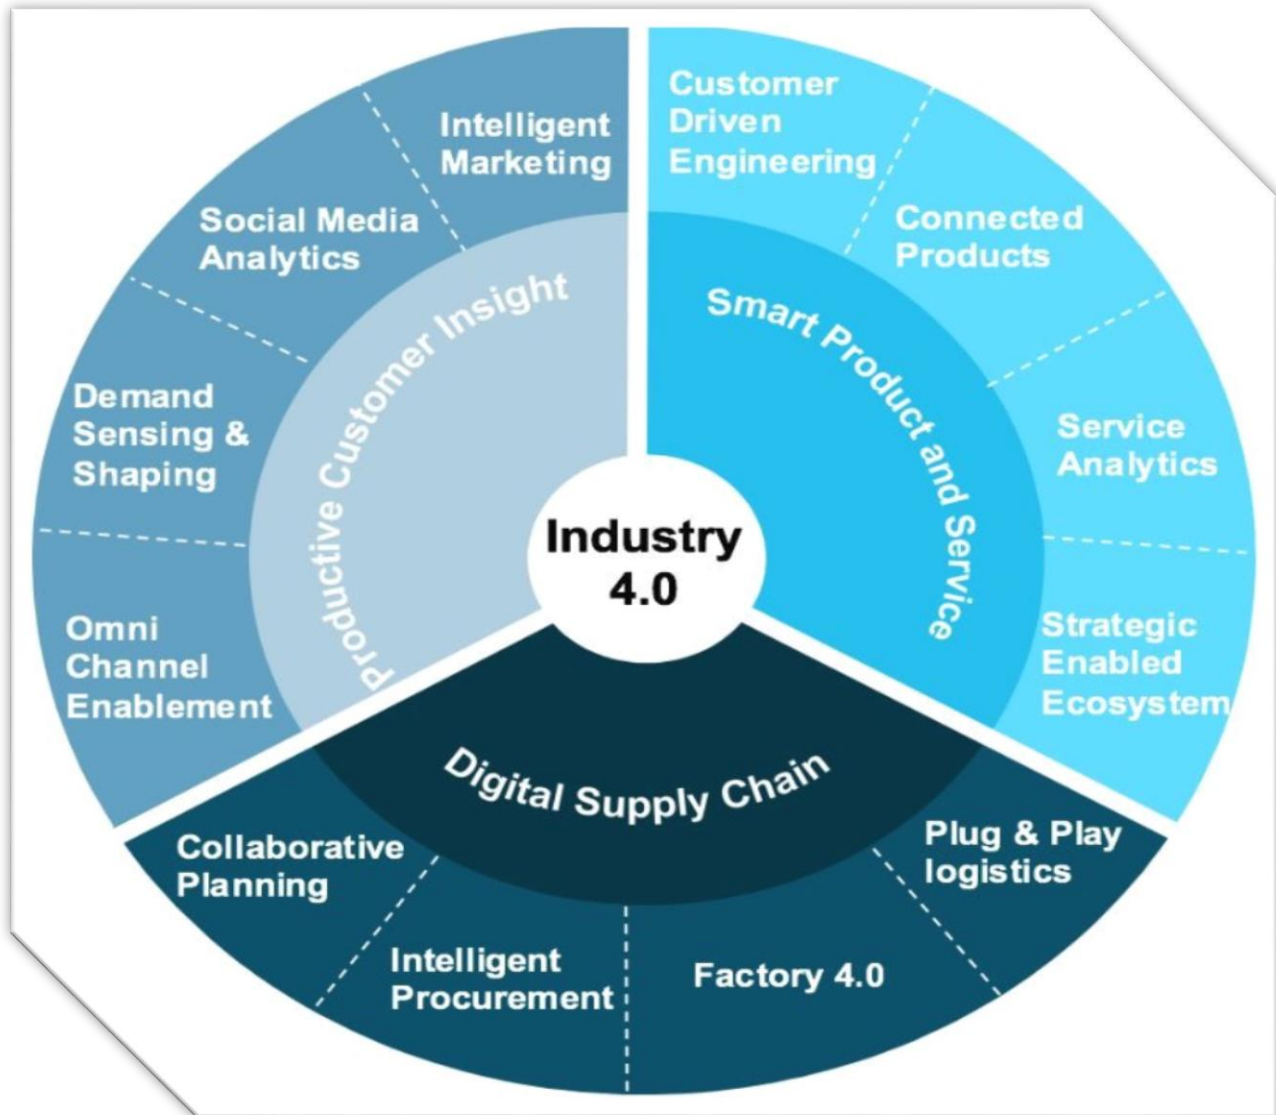 Industry
4.0
Smart Product and Service
Customer
Driven
Engineering
Connected
Products
Service
Analytics
Strategic
Enabled
Ecosystem
Digital Supply Chain
Plug & Play
logistics
Factory 4.0
Intelligent
Procurement
Collaborative
Planning
Productive Customer Insight
Omni
Channel
Enablement
Demand
Sensing &
Shaping
Social Media
Analytics
Intelligent
Marketing